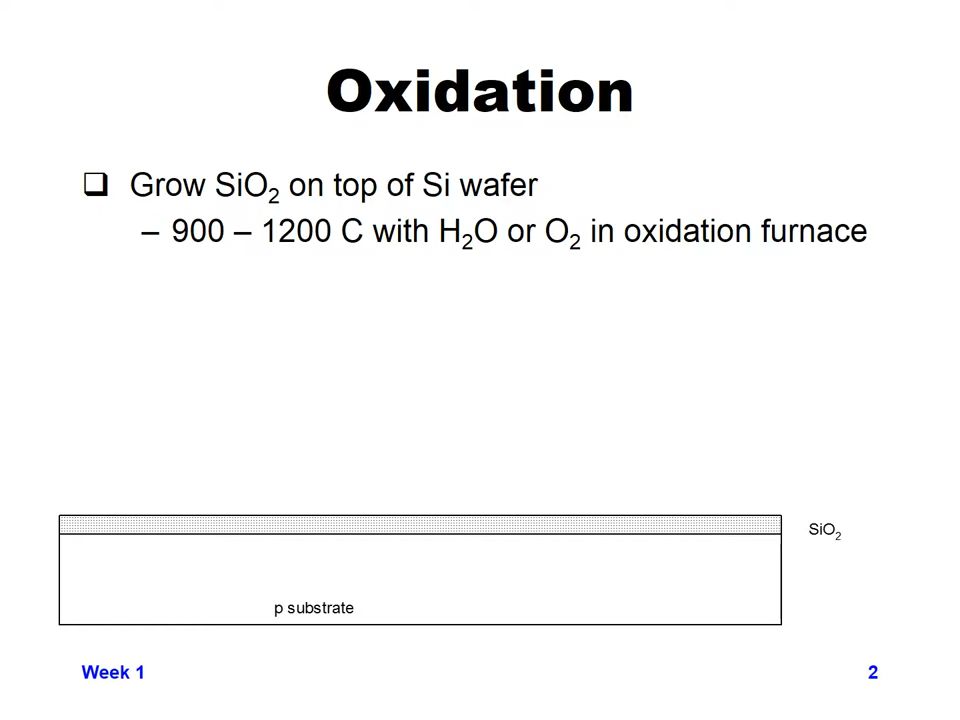 Oxidation
❑ Grow SiO₂ on top of Si wafer
– 900 – 1200 C with H₂O or O₂ in oxidation furnace
SiO₂
p substrate
Week 1
2